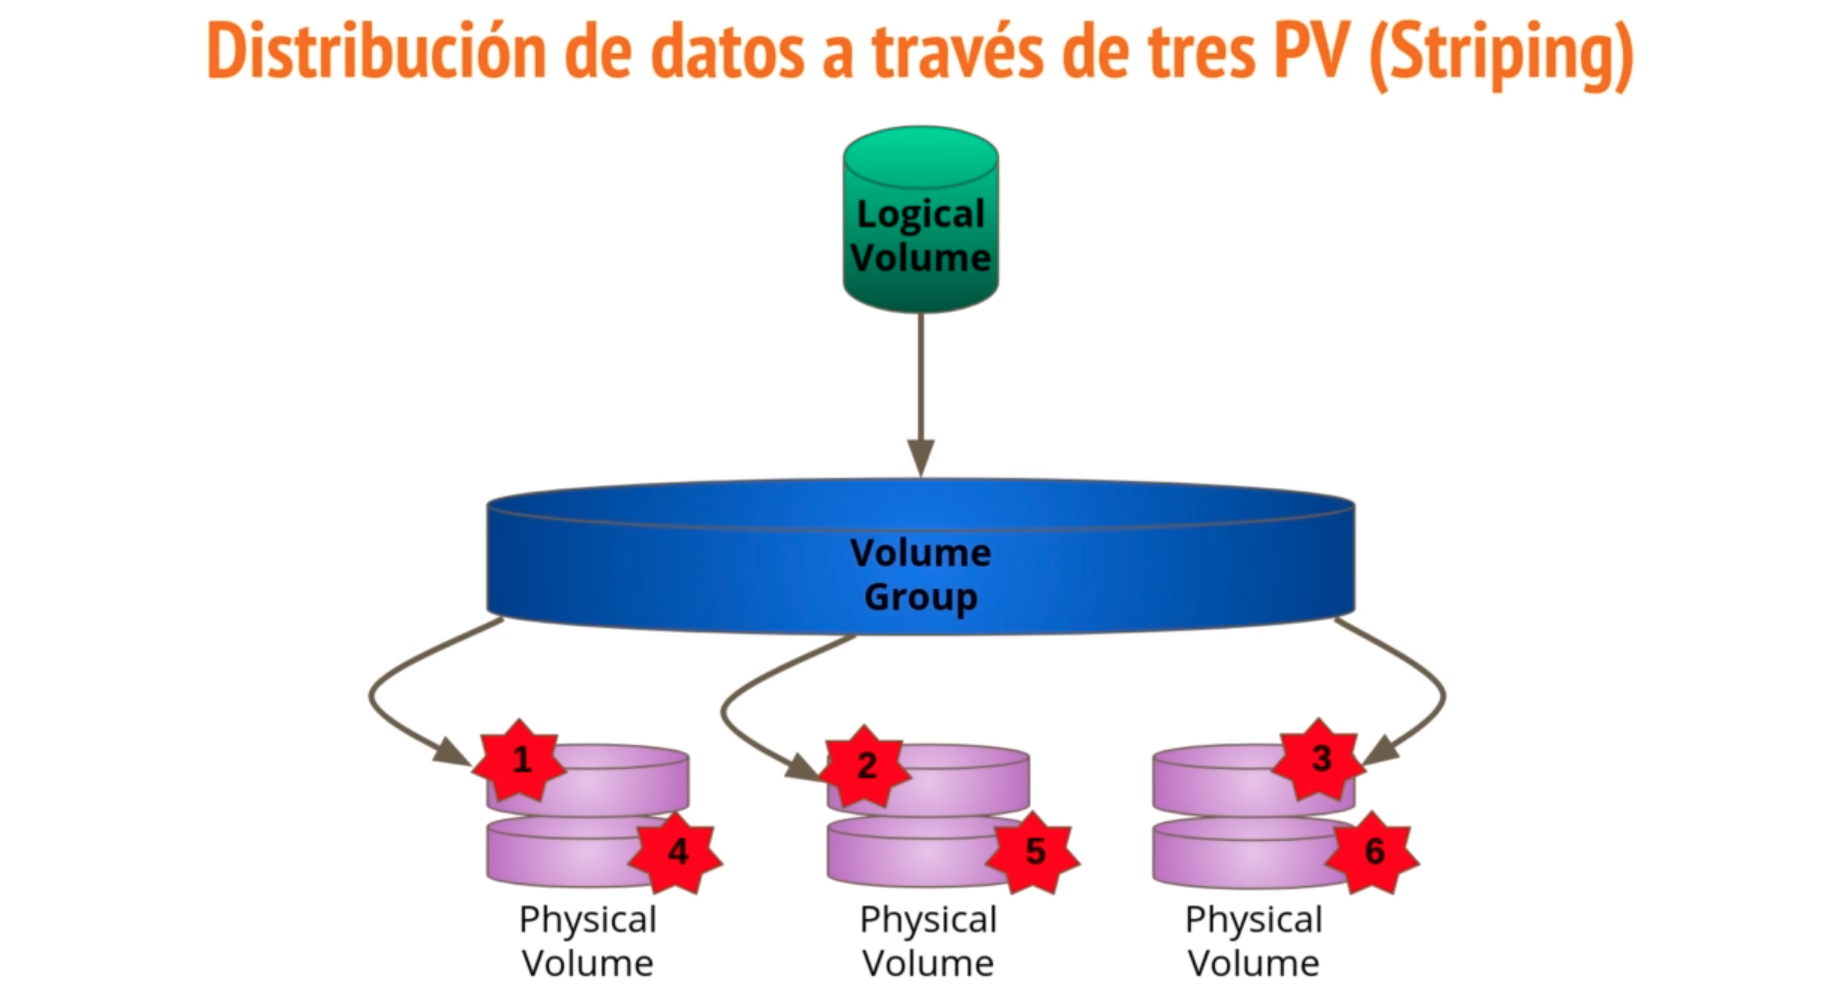 Distribución de datos a través de tres PV (Striping)
Logical
Volume
Volume
Group
1
2
3
4
5
6
Physical
Volume
Physical
Volume
Physical
Volume